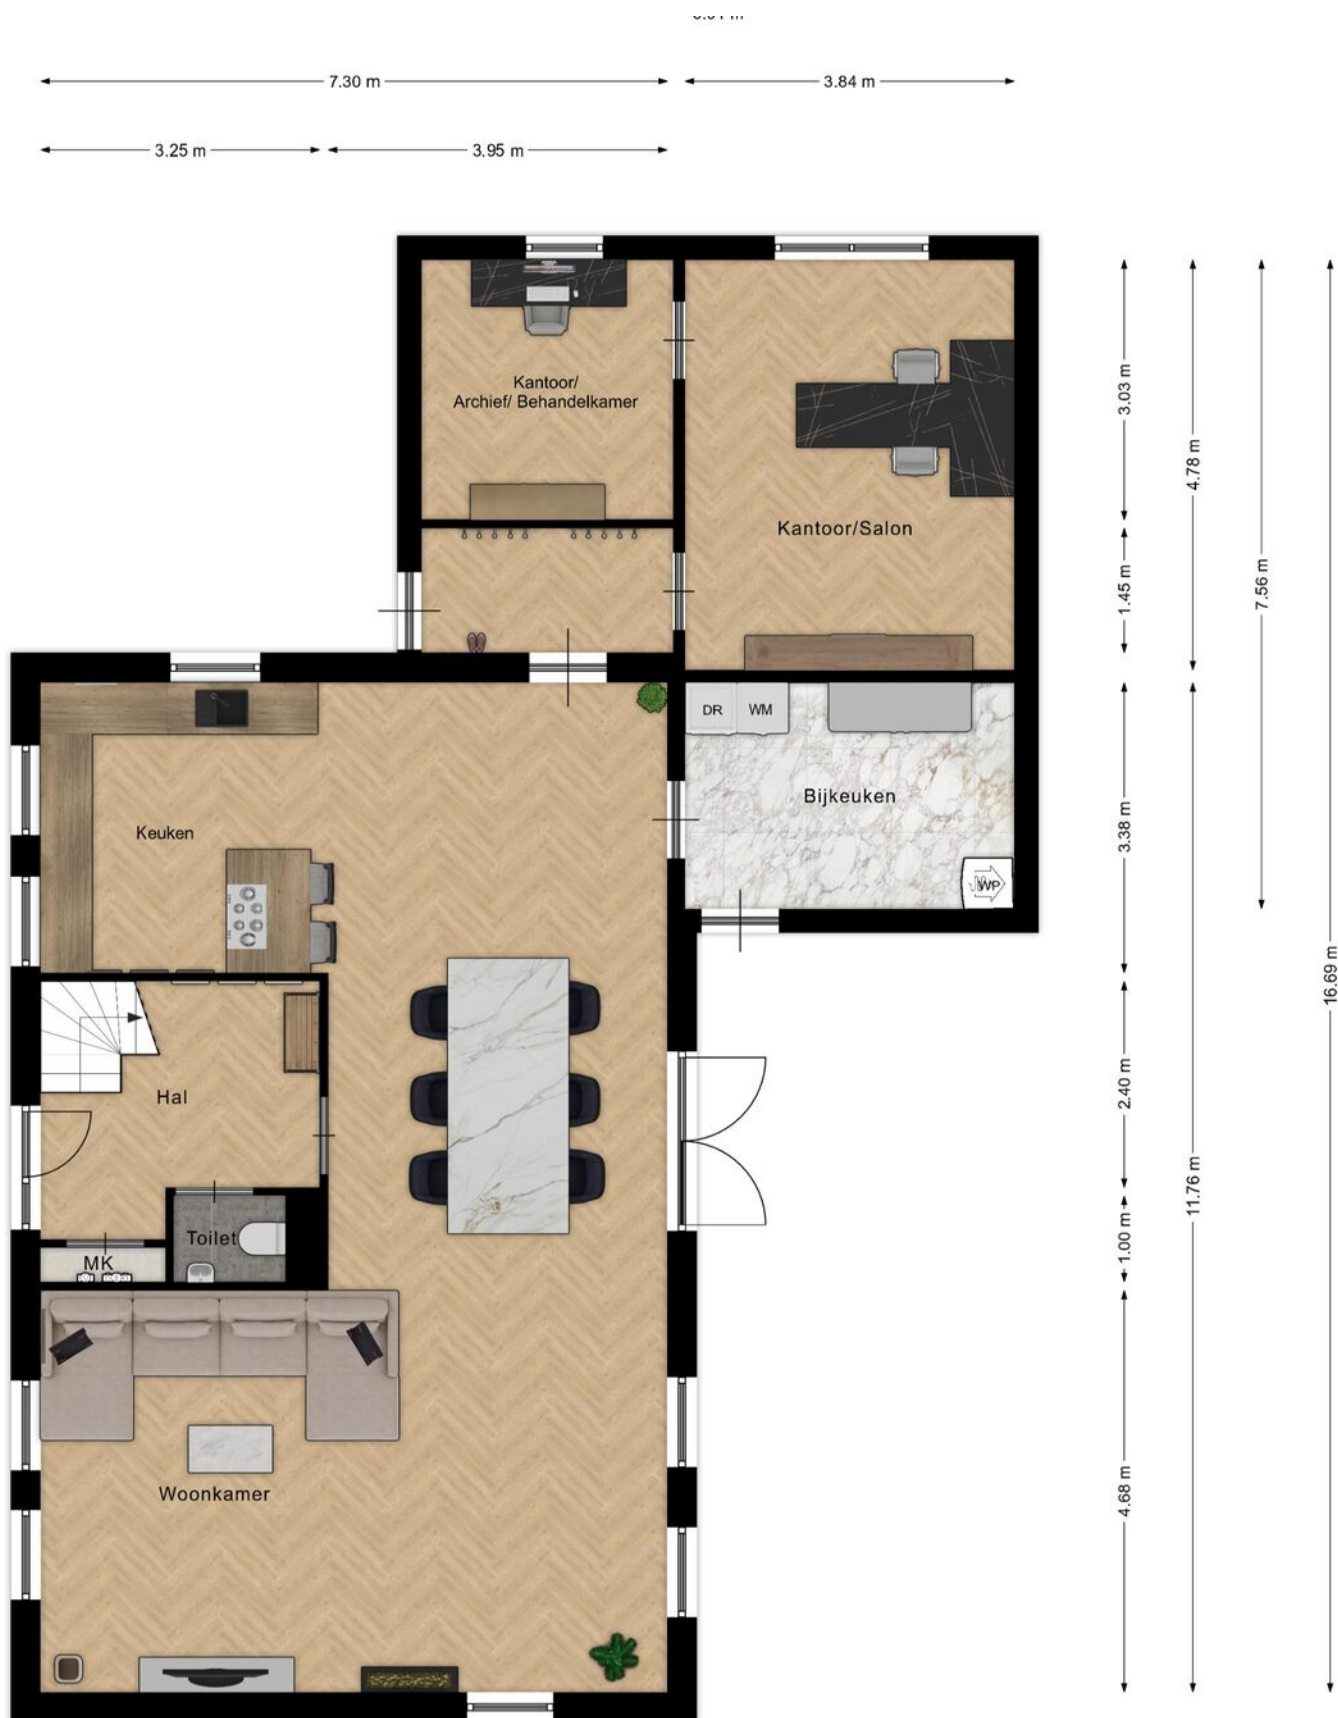 7.30 m
3.84 m
3.25 m
3.95 m
Kantoor/
Archief/ Behandelkamer
Kantoor/Salon
3.03 m
4.78 m
1.45 m
7.56 m
DR
WM
Bijkeuken
WP
Keuken
3.38 m
16.69 m
Hal
2.40 m
11.76 m
Toilet
MK
1.00 m
Woonkamer
4.68 m